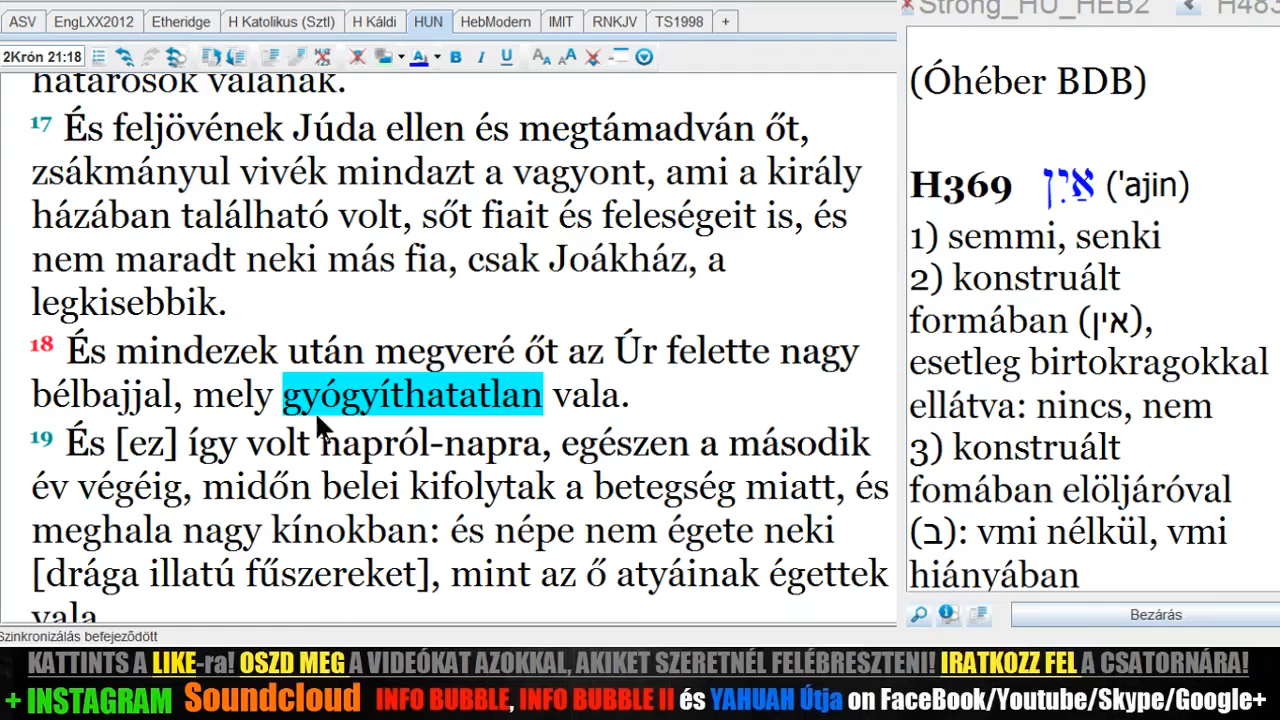 ASV EngLXX2012 Etheridge H Katolikus (Sztl) H Káldi HUN HebModern IMIT RNKJV TS1998 +
2Krón 21:18
határosok valának.
17 És feljövének Júda ellen és megtámadván őt,
zsákmányul vivék mindazt a vagyont, ami a király
házában található volt, sőt fiait és feleségeit is, és
nem maradt neki más fia, csak Joákház, a
legkisebbik.
18 És mindezek után megveré őt az Úr felette nagy
bélbajjal, mely gyógyíthatatlan vala.
19 És [ez] így volt napról-napra, egészen a második
év végéig, midőn belei kifolytak a betegség miatt, és
meghala nagy kínokban: és népe nem égete neki
[drága illatú fűszereket], mint az ő atyáinak égettek
vala
Szinkronizálás befejeződött
Strong_HU_HEB2 H483
(Óhéber BDB)
H369 אַיִן ('ajin)
1) semmi, senki
2) konstruált
formában (אין),
esetleg birtokragokkal
ellátva: nincs, nem
3) konstruált
fomában elöljáróval
(ב): vmi nélkül, vmi
hiányában
Bezárás
KATTINTS A LIKE-ra! OSZD MEG A VIDEÓKAT AZOKKAL, AKIKET SZERETNÉL FELÉBRESZTENI! IRATKOZZ FEL A CSATORNÁRA!
+ INSTAGRAM Soundcloud INFO BUBBLE, INFO BUBBLE II és YAHUAH Útja on FaceBook/Youtube/Skype/Google+